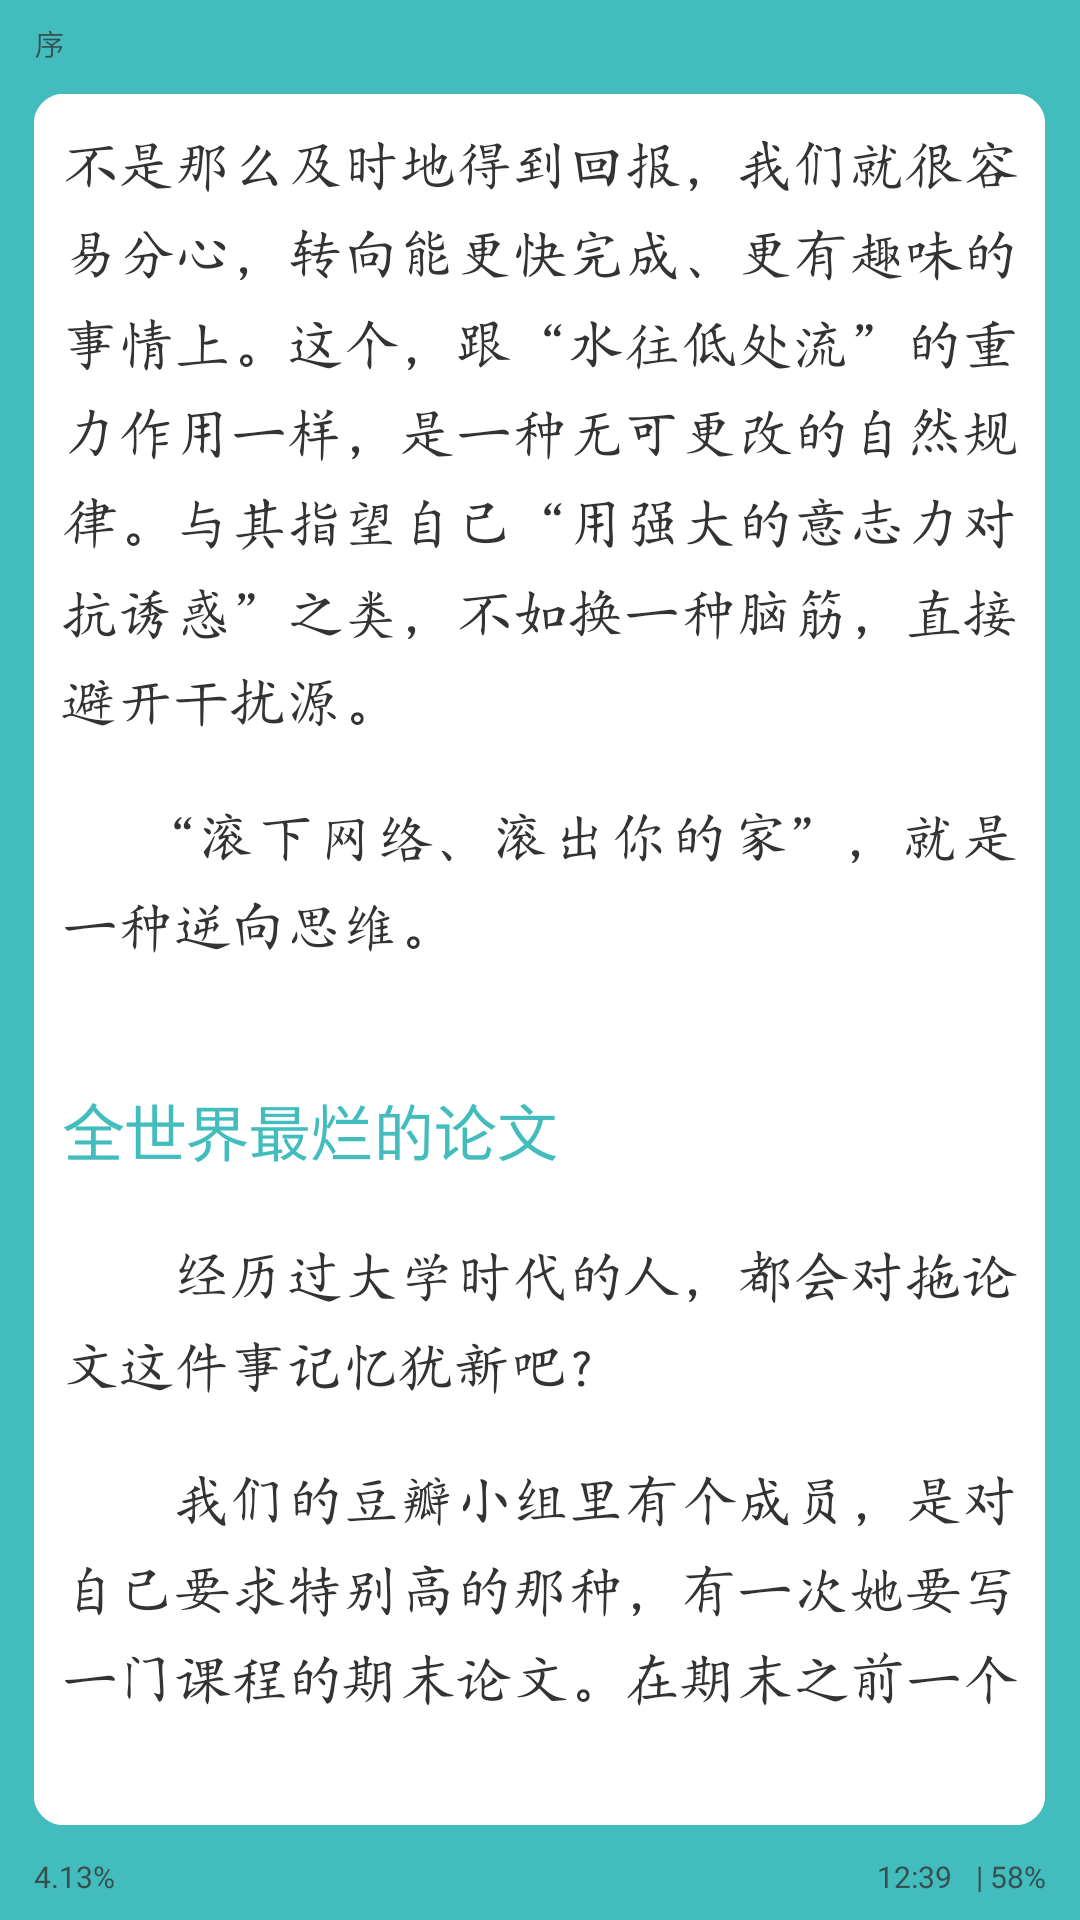 序
不是那么及时地得到回报，我们就很容
易分心，转向能更快完成、更有趣味的
事情上。这个，跟“水往低处流”的重
力作用一样，是一种无可更改的自然规
律。与其指望自己“用强大的意志力对
抗诱惑”之类，不如换一种脑筋，直接
避开干扰源。
“滚下网络、滚出你的家”，就是
一种逆向思维。
全世界最烂的论文
经历过大学时代的人，都会对拖论
文这件事记忆犹新吧？
我们的豆瓣小组里有个成员，是对
自己要求特别高的那种，有一次她要写
一门课程的期末论文。在期末之前一个
4.13%
12:39 | 58%